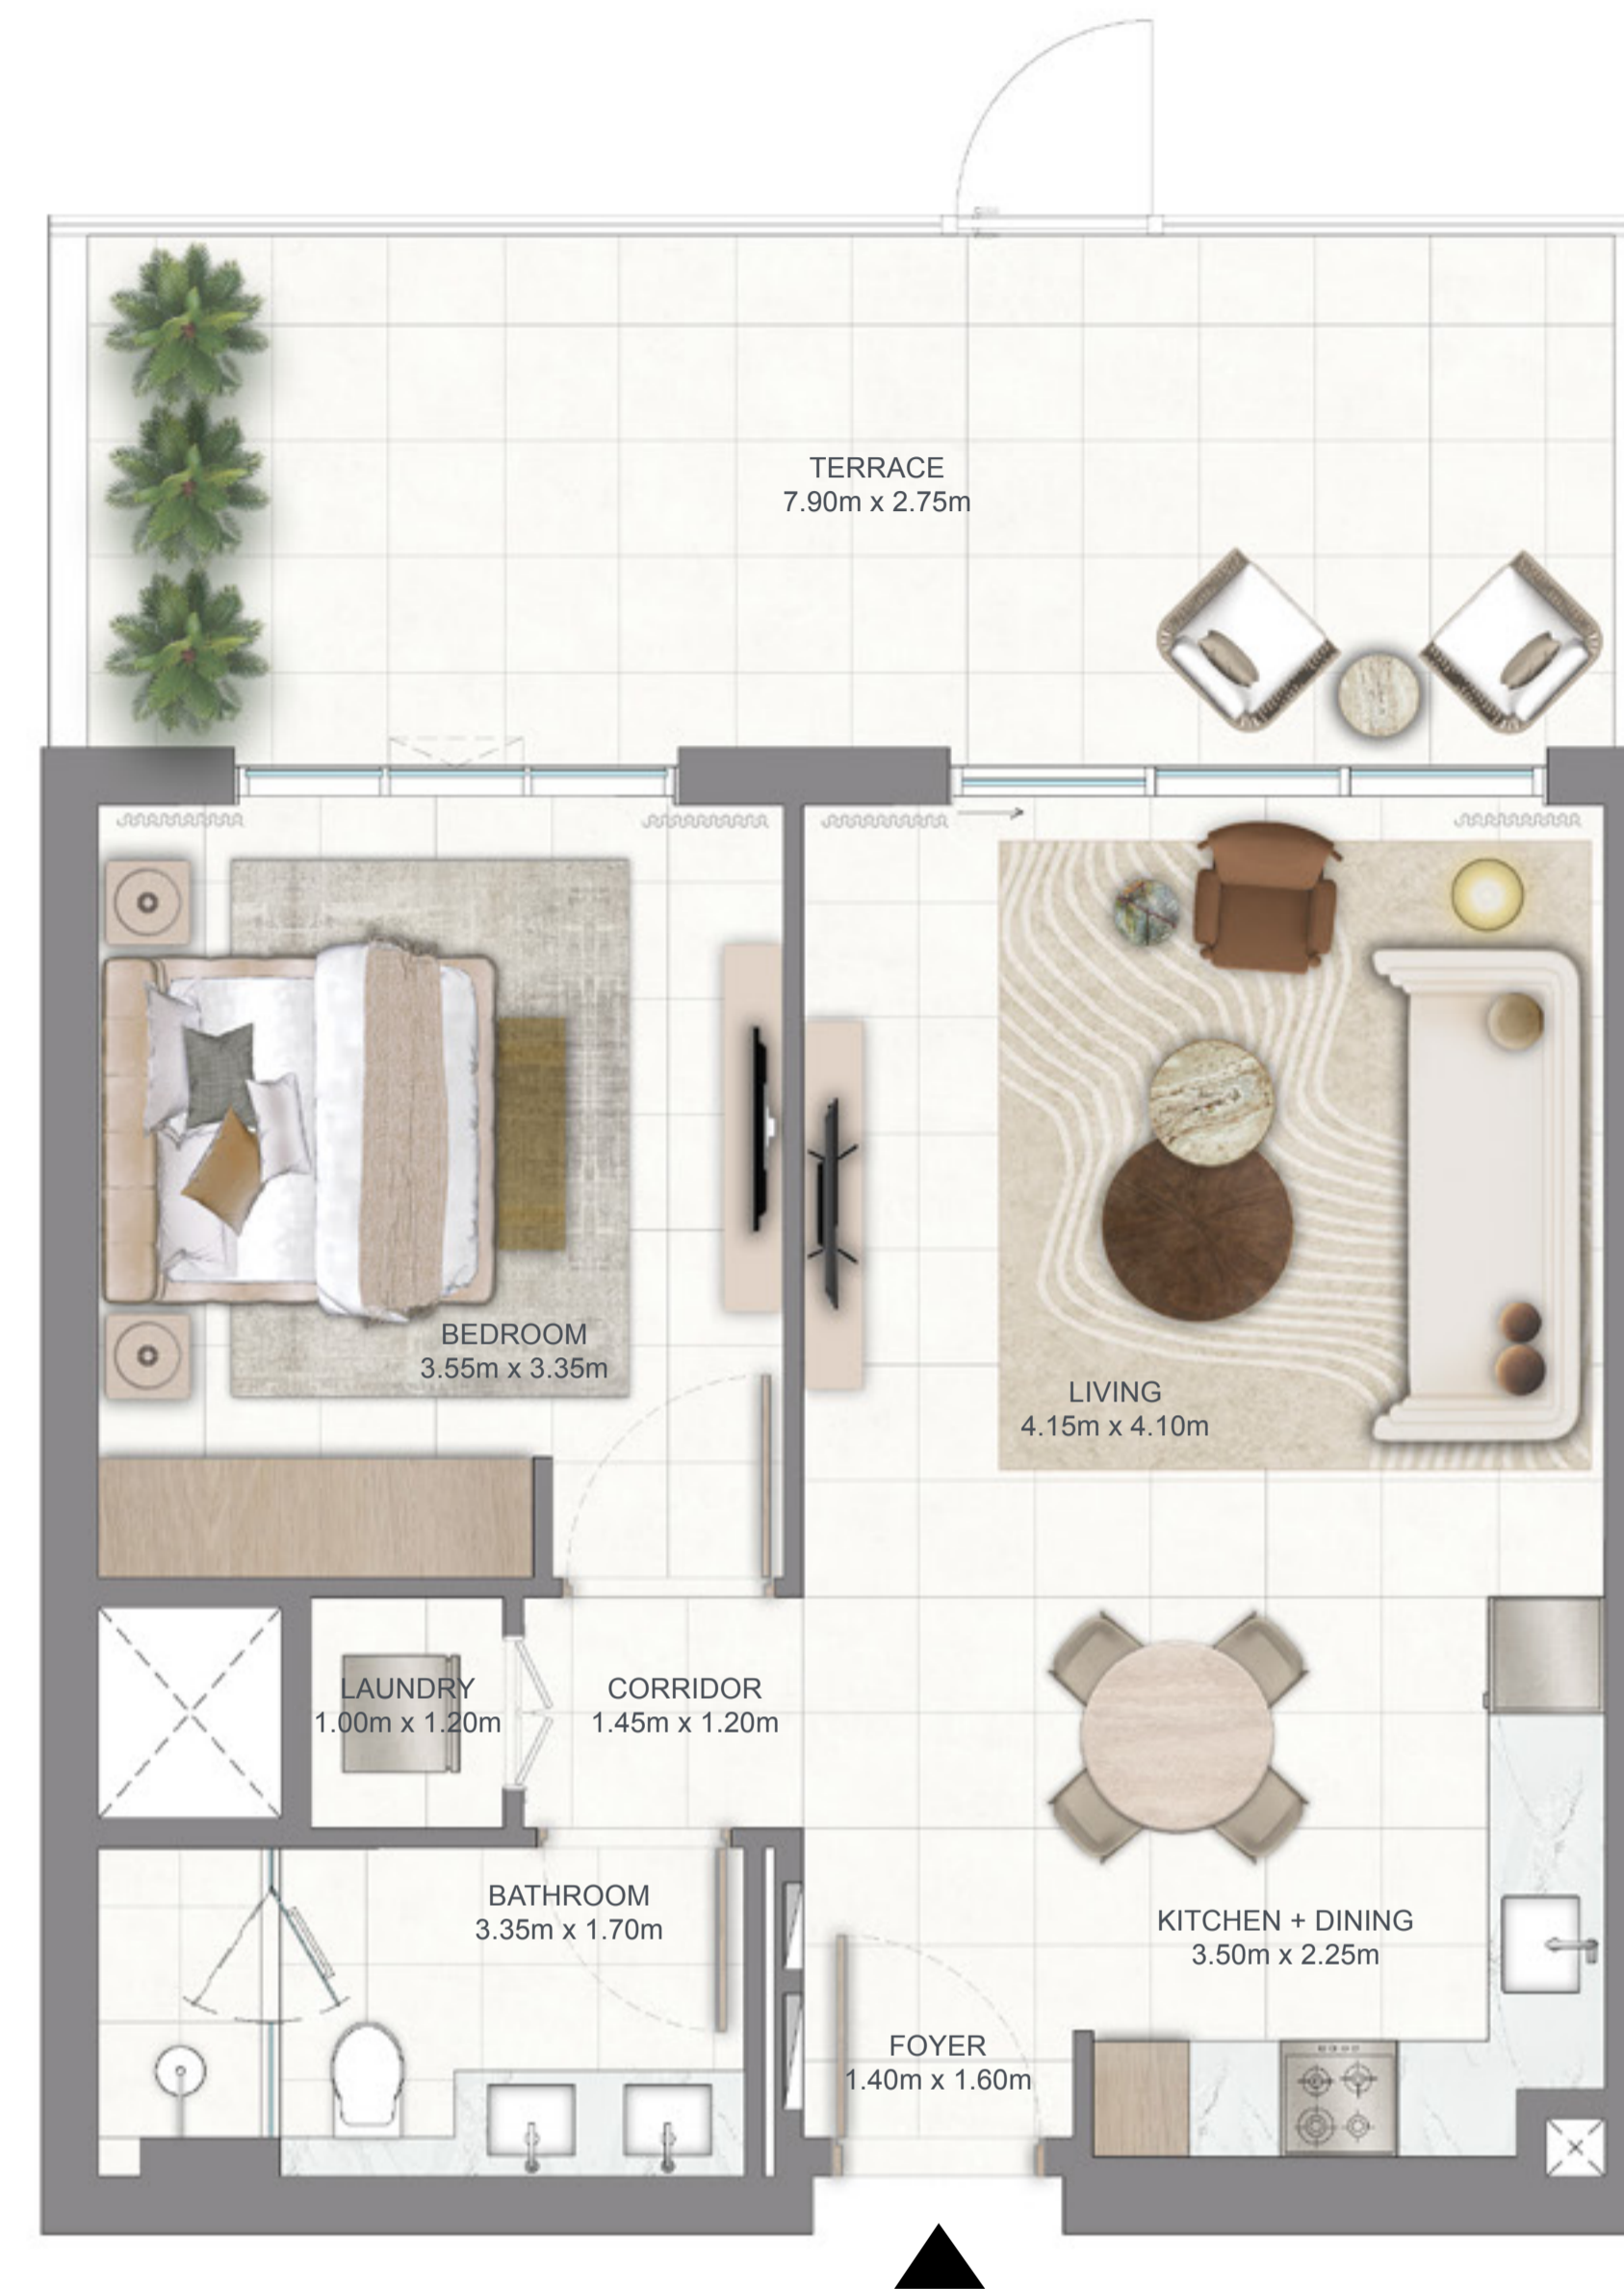 TERRACE
7.90m x 2.75m
BEDROOM
3.55m x 3.35m
LIVING
4.15m x 4.10m
LAUNDRY
1.00m x 1.20m
CORRIDOR
1.45m x 1.20m
BATHROOM
3.35m x 1.70m
KITCHEN + DINING
3.50m x 2.25m
FOYER
1.40m x 1.60m